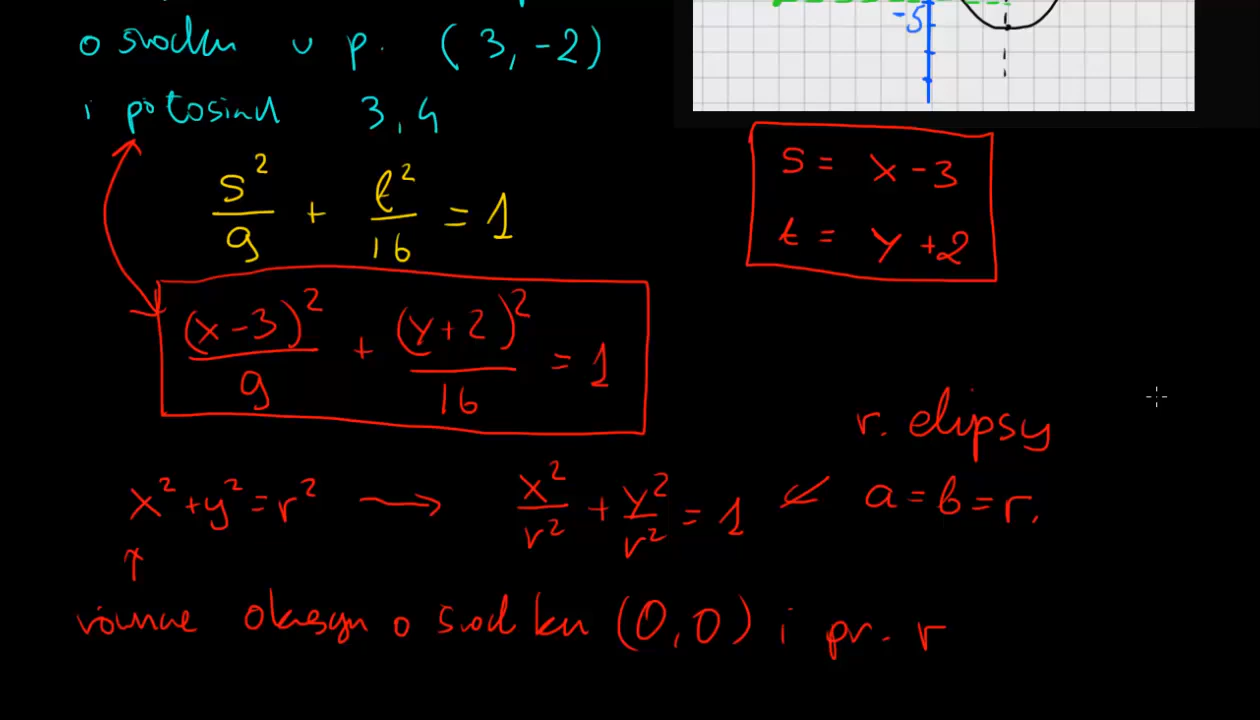 o środku w p. (3, -2)
i półosiach 3, 4
-5
s = x - 3
t = y + 2
s²/9 + t²/16 = 1
(x-3)²/9 + (y+2)²/16 = 1
r. elipsy
x² + y² = r² → x²/r² + y²/r² = 1 ← a = b = r.
↑
równanie okręgu o środku (0,0) i pr. r